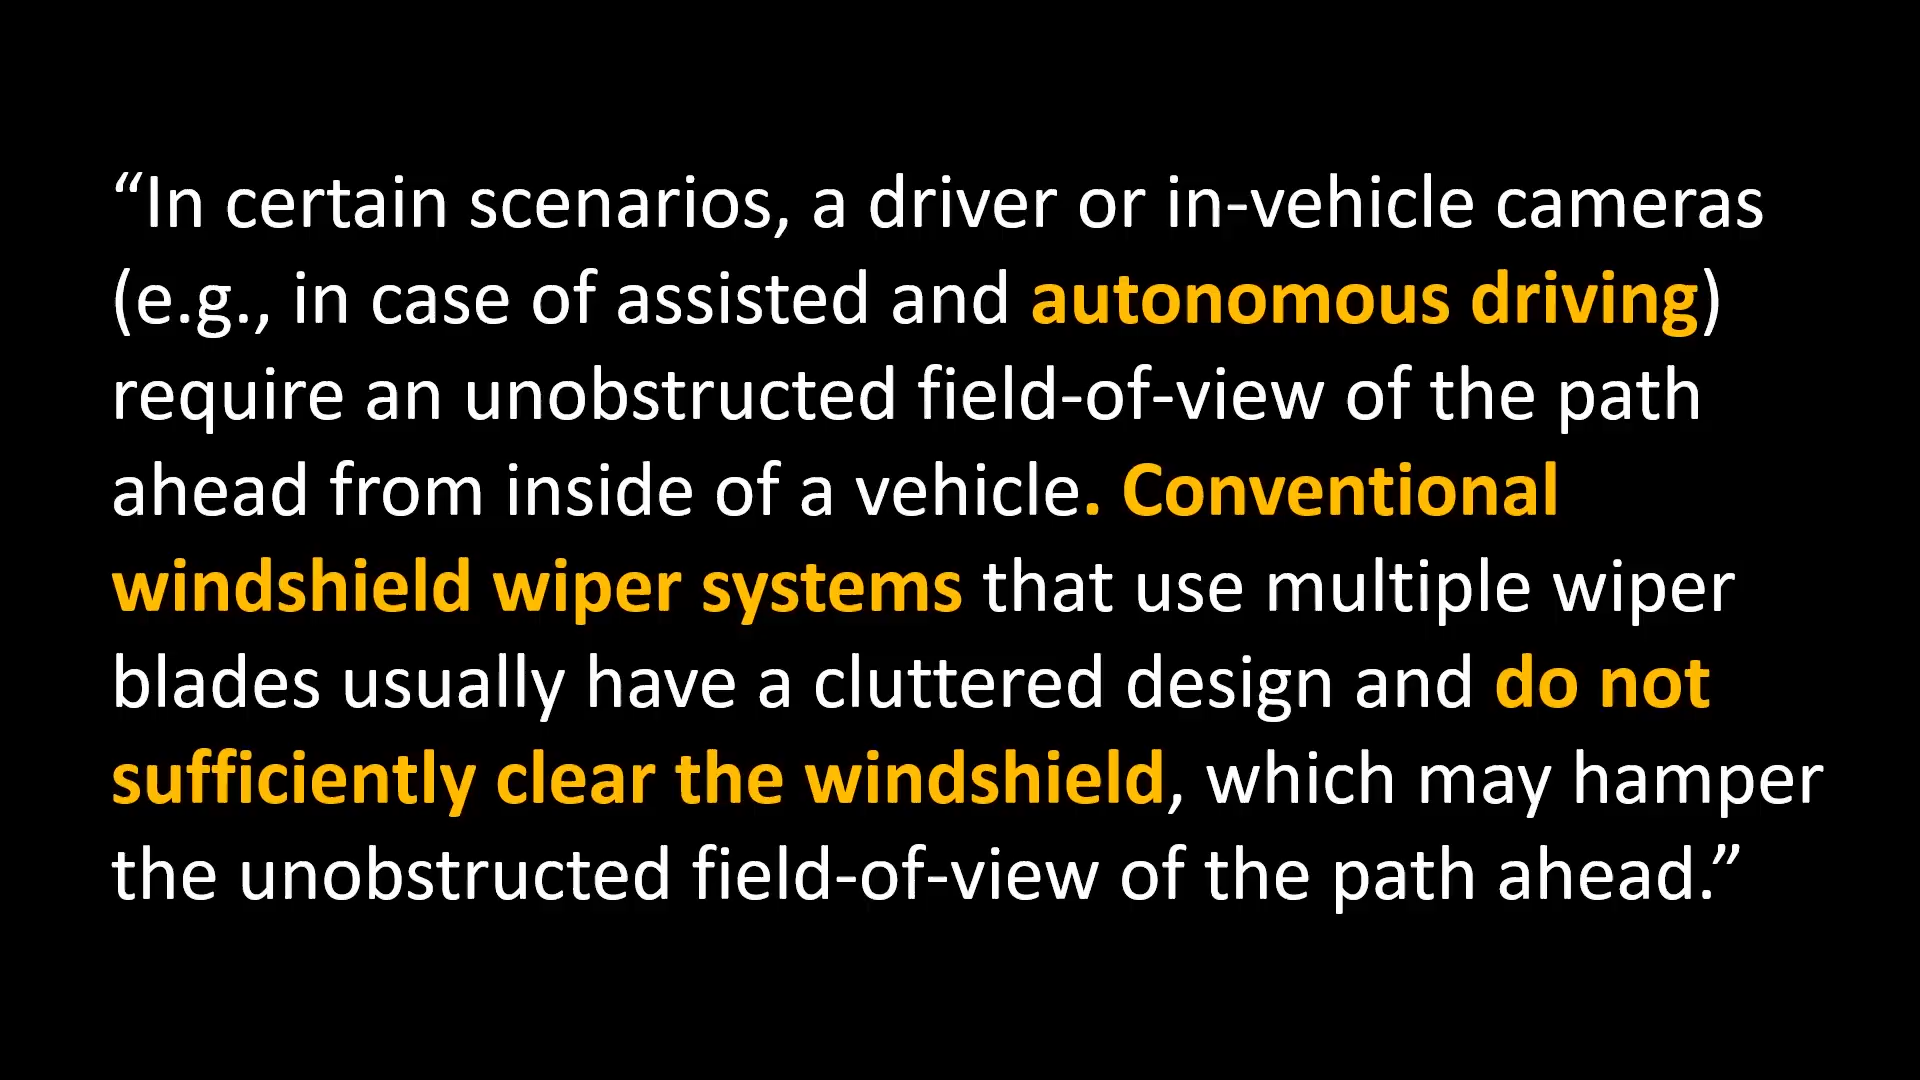 “In certain scenarios, a driver or in-vehicle cameras
(e.g., in case of assisted and autonomous driving)
require an unobstructed field-of-view of the path
ahead from inside of a vehicle. Conventional
windshield wiper systems that use multiple wiper
blades usually have a cluttered design and do not
sufficiently clear the windshield, which may hamper
the unobstructed field-of-view of the path ahead.”